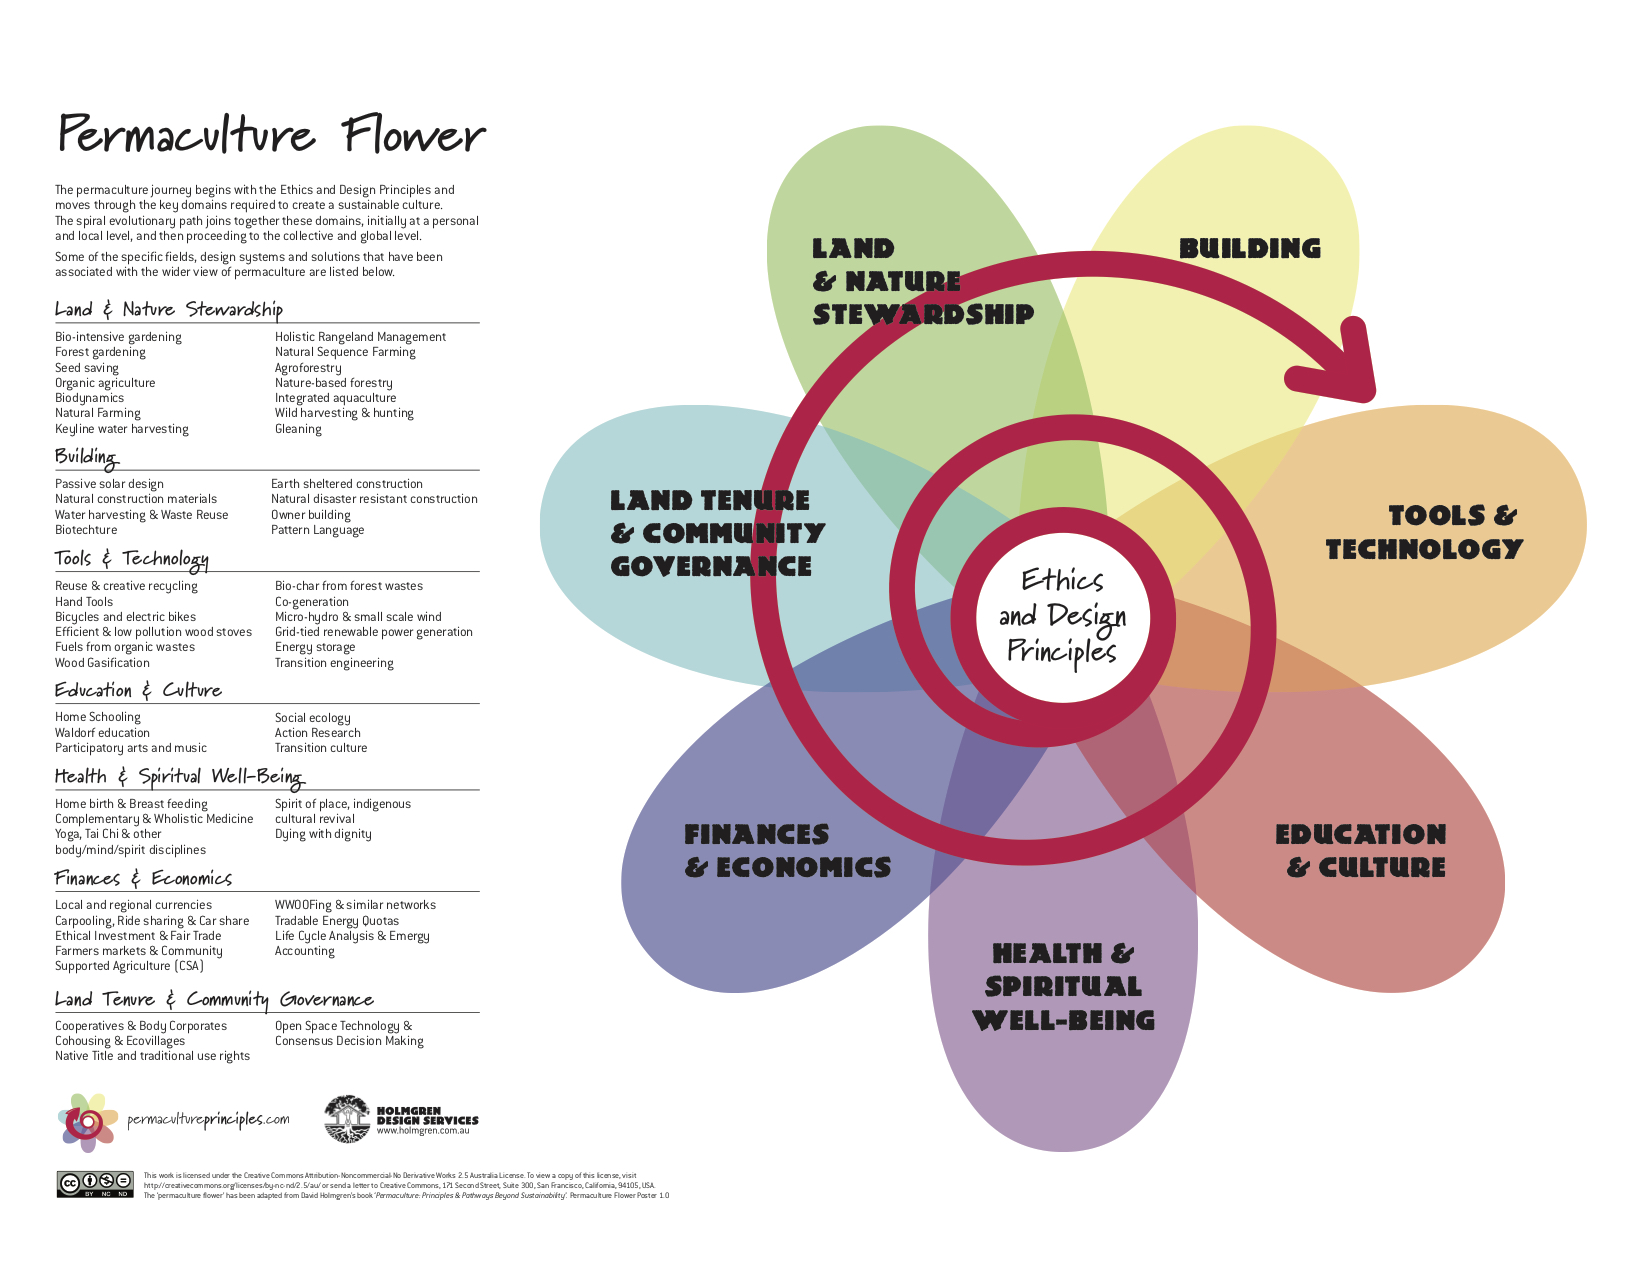 Permaculture Flower
The permaculture journey begins with the Ethics and Design Principles and
moves through the key domains required to create a sustainable culture.
The spiral evolutionary path joins together these domains, initially at a personal
and local level, and then proceeding to the collective and global level.
Some of the specific fields, design systems and solutions that have been
associated with the wider view of permaculture are listed below.
Land & Nature Stewardship
Bio-intensive gardening
Forest gardening
Seed saving
Organic agriculture
Biodynamics
Natural Farming
Keyline water harvesting
Holistic Rangeland Management
Natural Sequence Farming
Agroforestry
Nature-based forestry
Integrated aquaculture
Wild harvesting & hunting
Gleaning
Building
Passive solar design
Natural construction materials
Water harvesting & Waste Reuse
Biotechture
Earth sheltered construction
Natural disaster resistant construction
Owner building
Pattern Language
Tools & Technology
Reuse & creative recycling
Hand Tools
Bicycles and electric bikes
Efficient & low pollution wood stoves
Fuels from organic wastes
Wood Gasification
Bio-char from forest wastes
Co-generation
Micro-hydro & small scale wind
Grid-tied renewable power generation
Energy storage
Transition engineering
Education & Culture
Home Schooling
Waldorf education
Participatory arts and music
Social ecology
Action Research
Transition culture
Health & Spiritual Well-Being
Home birth & Breast feeding
Complementary & Wholistic Medicine
Yoga, Tai Chi & other
body/mind/spirit disciplines
Spirit of place, indigenous
cultural revival
Dying with dignity
Finances & Economics
Local and regional currencies
Carpooling, Ride sharing & Car share
Ethical Investment & Fair Trade
Farmers markets & Community
Supported Agriculture (CSA)
WWOOFing & similar networks
Tradable Energy Quotas
Life Cycle Analysis & Emergy
Accounting
Land Tenure & Community Governance
Cooperatives & Body Corporates
Cohousing & Ecovillages
Native Title and traditional use rights
Open Space Technology &
Consensus Decision Making
permacultureprinciples.com
HOLMGREN
DESIGN SERVICES
www.holmgren.com.au
cc
BY NC ND
This work is licensed under the Creative Commons Attribution-Noncommercial-No Derivative Works 2.5 Australia License. To view a copy of this license, visit
http//creativecommons.org/licenses/by-nc-nd/2.5/au/ or send a letter to Creative Commons, 171 Second Street, Suite 300, San Francisco, California, 94105, USA.
The 'permaculture flower' has been adapted from David Holmgren's book 'Permaculture: Principles & Pathways Beyond Sustainability'. Permaculture Flower Poster 1.0
LAND
& NATURE
STEWARDSHIP
BUILDING
TOOLS &
TECHNOLOGY
EDUCATION
& CULTURE
HEALTH &
SPIRITUAL
WELL-BEING
FINANCES
& ECONOMICS
LAND TENURE
& COMMUNITY
GOVERNANCE
Ethics
and Design
Principles